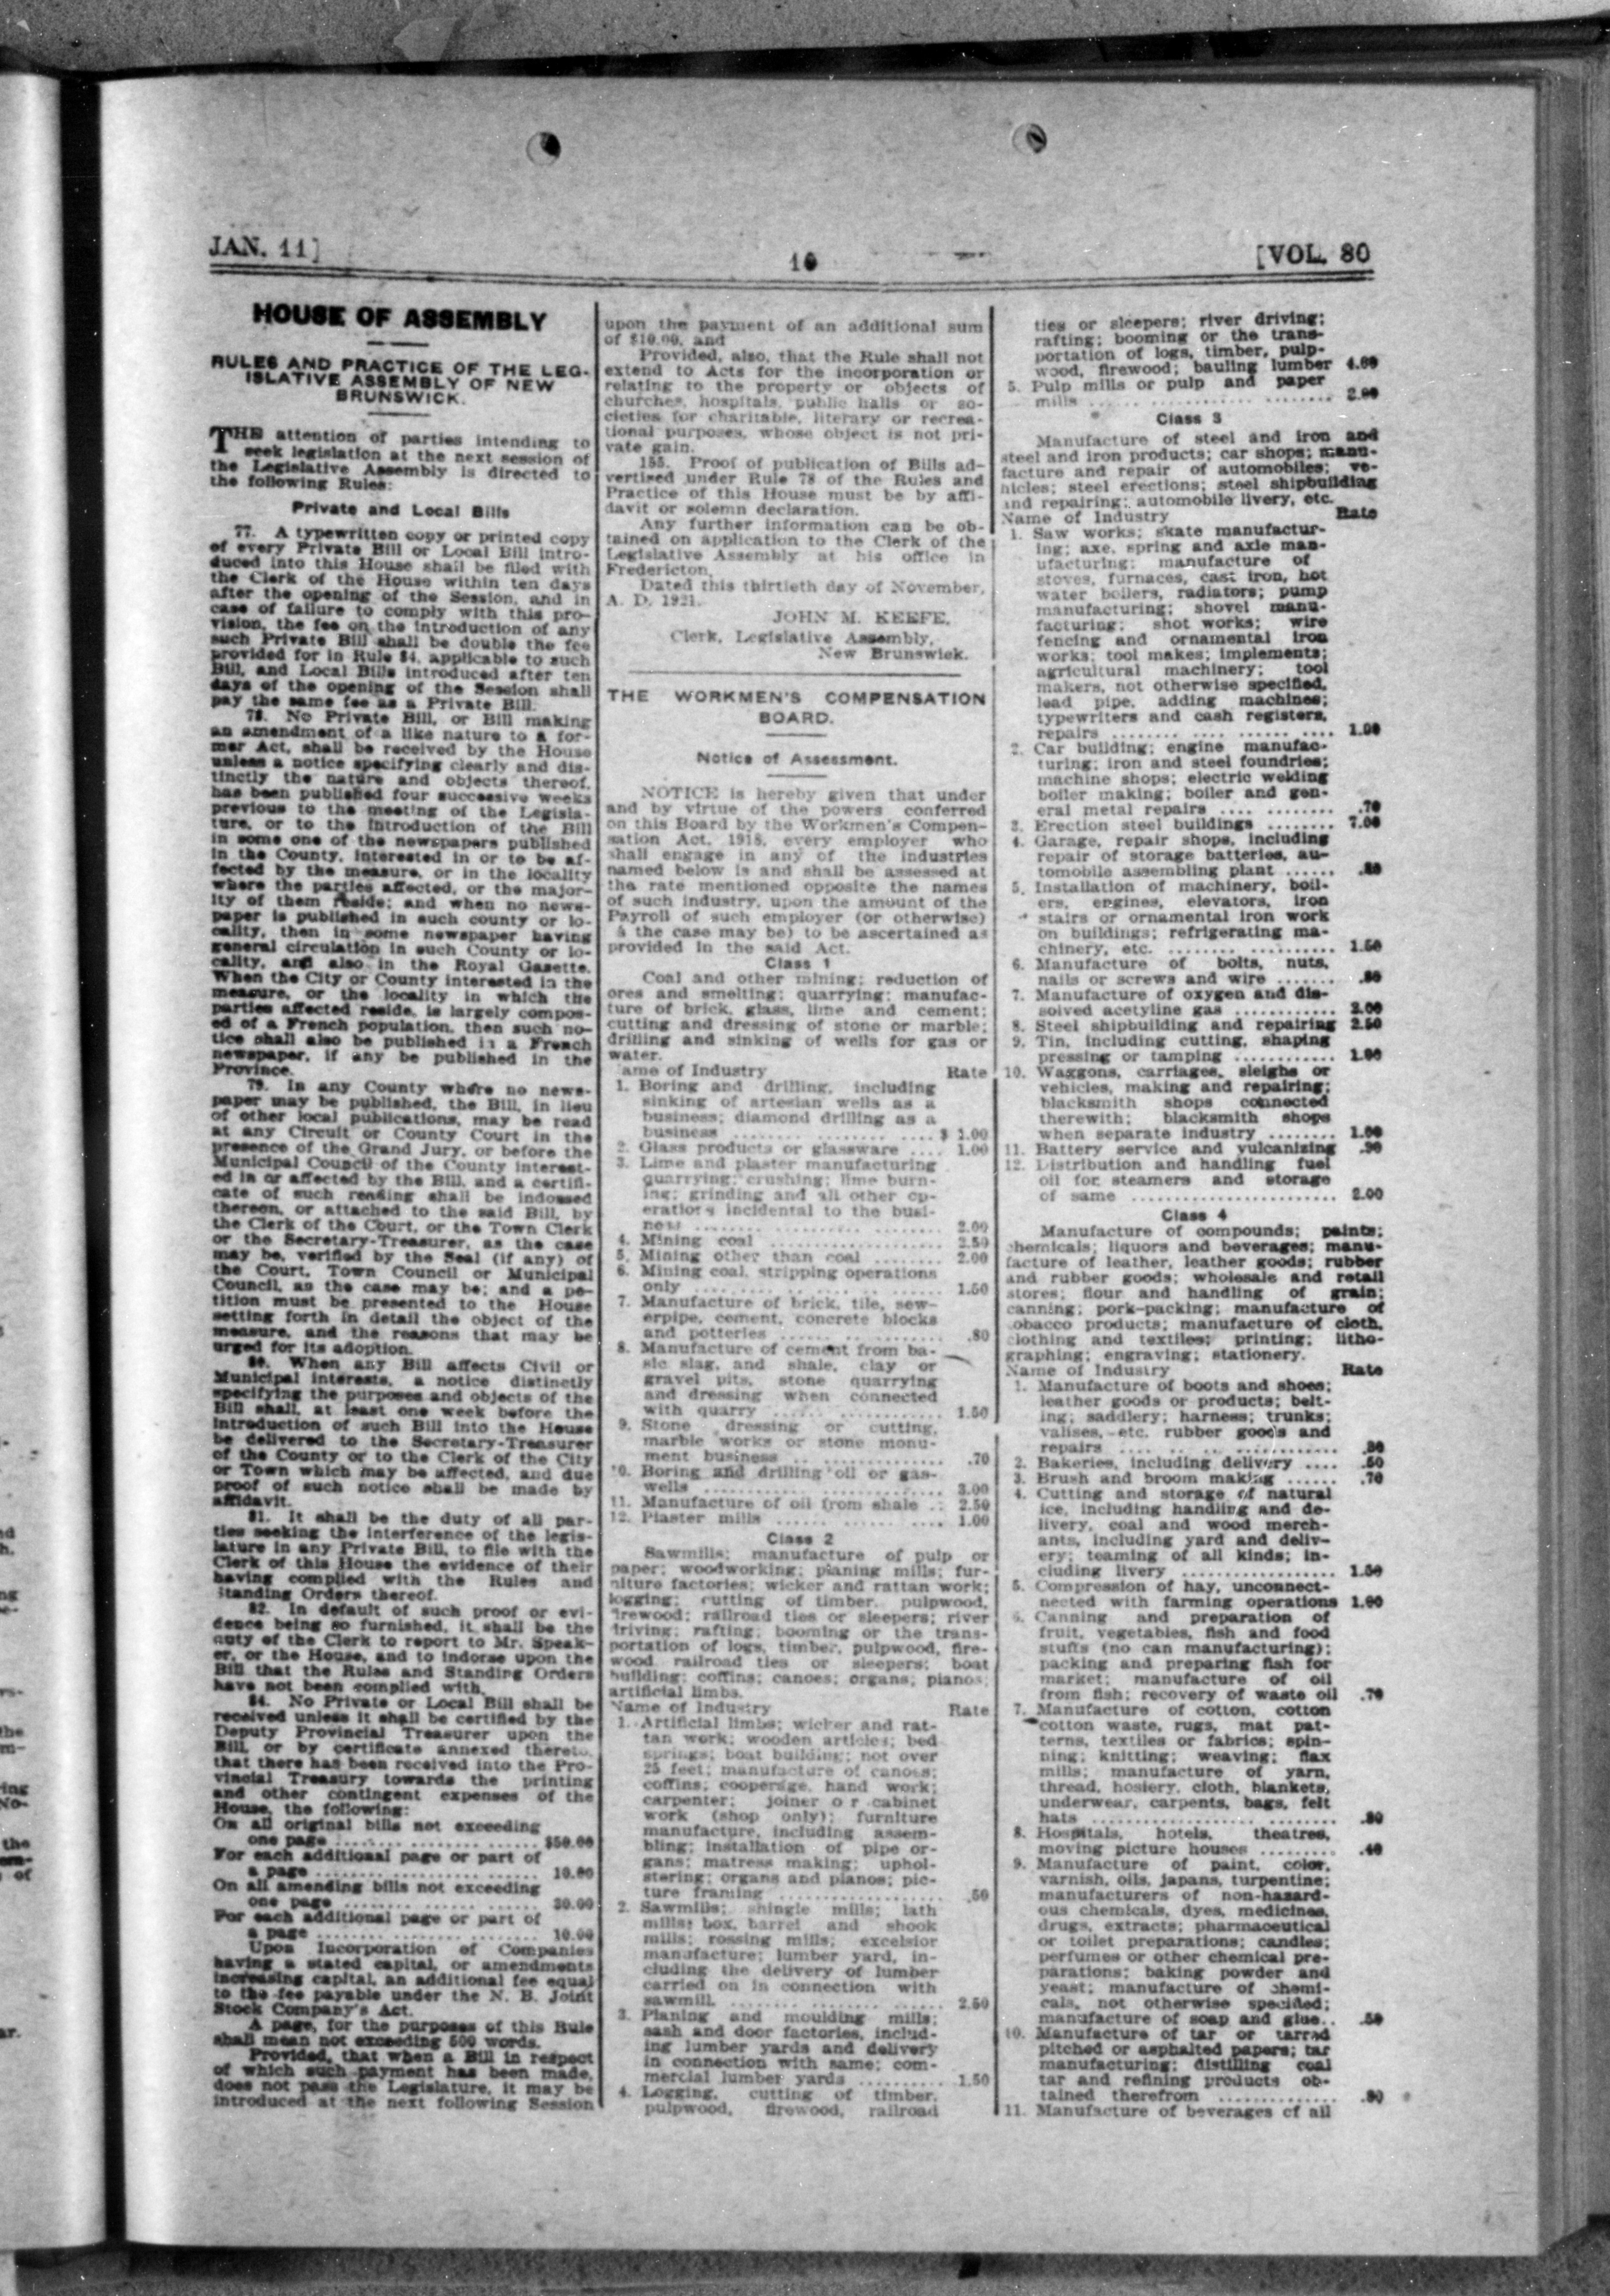 JAN. 11]
[VOL. 80
HOUSE OF ASSEMBLY
RULES AND PRACTICE OF THE LEG-
ISLATIVE ASSEMBLY OF NEW
BRUNSWICK.
THE attention of parties intending to
seek legislation at the next session of
the Legislative Assembly is directed to
the following Rules:
Private and Local Bills
77. A typewritten copy or printed copy
of every Private Bill or Local Bill intro-
duced into this House shall be filed with
the Clerk of the House within ten days
after the opening of the Session, and in
case of failure to comply with this pro-
vision, the fee on the introduction of any
such Private Bill shall be double the fee
provided for in Rule 84, applicable to such
Bill, and Local Bills introduced after ten
days of the opening of the Session shall
pay the same fee as a Private Bill.
78. No Private Bill, or Bill making
an amendment of a like nature to a for-
mer Act, shall be received by the House
unless a notice specifying clearly and dis-
tinctly the nature and objects thereof,
has been published four successive weeks
previous to the meeting of the Legisla-
ture, or to the introduction of the Bill
in some one of the newspapers published
in the County, interested in or to be af-
fected by the measure, or in the locality
where the parties affected, or the major-
ity of them reside; and when no news-
paper is published in such county or lo-
cality, then in some newspaper having
general circulation in such County or lo-
cality, and also in the Royal Gazette.
When the City or County interested in the
measure, or the locality in which the
parties affected reside, is largely compos-
ed of a French population, then such no-
tice shall also be published in a French
newspaper, if any be published in the
Province.
79. In any County where no news-
paper may be published, the Bill, in lieu
of other local publications, may be read
at any Circuit or County Court in the
presence of the Grand Jury, or before the
Municipal Council of the County interest-
ed in or affected by the Bill, and a certifi-
cate of such reading shall be indossed
thereon, or attached to the said Bill, by
the Clerk of the Court, or the Town Clerk
or the Secretary-Treasurer, as the case
may be, verified by the Seal (if any) of
the Court, Town Council or Municipal
Council, as the case may be; and a pe-
tition must be presented to the House
setting forth in detail the object of the
measure, and the reasons that may be
urged for its adoption.
80. When any Bill affects Civil or
Municipal interests, a notice distinctly
specifying the purposes and objects of the
Bill shall, at least one week before the
introduction of such Bill into the House
be delivered to the Secretary-Treasurer
of the County or to the Clerk of the City
or Town which may be affected, and due
proof of such notice shall be made by
affidavit.
81. It shall be the duty of all par-
ties seeking the interference of the legis-
lature in any Private Bill, to file with the
Clerk of this House the evidence of their
having complied with the Rules and
Standing Orders thereof.
82. In default of such proof or evi-
dence being so furnished, it shall be the
duty of the Clerk to report to Mr. Speak-
er, or the House, and to indorse upon the
Bill that the Rules and Standing Orders
have not been complied with.
84. No Private or Local Bill shall be
received unless it shall be certified by the
Deputy Provincial Treasurer upon the
Bill, or by certificate annexed thereto,
that there has been received into the Pro-
vincial Treasury towards the printing
and other contingent expenses of the
House, the following:
On all original bills not exceeding
one page .... $50.00
For each additional page or part of
a page .... 10.00
On all amending bills not exceeding
one page .... 30.00
For each additional page or part of
a page .... 10.00
Upon Incorporation of Companies
having a stated capital, or amendments
increasing capital, an additional fee equal
to the fee payable under the N. B. Joint
Stock Company's Act.
A page, for the purposes of this Rule
shall mean not exceeding 500 words.
Provided, that when a Bill in respect
of which such payment has been made,
does not pass the Legislature, it may be
introduced at the next following Session
upon the payment of an additional sum
of $10.00, and
Provided, also, that the Rule shall not
extend to Acts for the incorporation or
relating to the property or objects of
churches, hospitals, public halls or so-
cieties for charitable, literary or recrea-
tional purposes, whose object is not pri-
vate gain.
155. Proof of publication of Bills ad-
vertised under Rule 78 of the Rules and
Practice of this House must be by affi-
davit or solemn declaration.
Any further information can be ob-
tained on application to the Clerk of the
Legislative Assembly at his office in
Fredericton.
Dated this thirtieth day of November,
A. D. 1921.
JOHN M. KEEFE,
Clerk, Legislative Assembly,
New Brunswick.
THE WORKMEN'S COMPENSATION
BOARD.
Notice of Assessment.
NOTICE is hereby given that under
and by virtue of the powers conferred
on this Board by the Workmen's Compen-
sation Act, 1918, every employer who
shall engage in any of the industries
named below is and shall be assessed at
the rate mentioned opposite the names
of such industry, upon the amount of the
Payroll of such employer (or otherwise)
à the case may be) to be ascertained as
provided in the said Act.
Class 1
Coal and other mining; reduction of
ores and smelting; quarrying; manufac-
ture of brick, glass, lime and cement;
cutting and dressing of stone or marble;
drilling and sinking of wells for gas or
water.
ame of Industry Rate
1. Boring and drilling, including
sinking of artesian wells as a
business; diamond drilling as a
business .... $ 1.00
2. Glass products or glassware .... 1.00
3. Lime and plaster manufacturing
quarrying; crushing; lime burn-
ing; grinding and all other op-
erations incidental to the busi-
ness .... 2.00
4. Mining coal .... 2.50
5. Mining other than coal .... 2.00
6. Mining coal, stripping operations
only .... 1.50
7. Manufacture of brick, tile, sew-
erpipe, cement, concrete blocks
and potteries .... .80
8. Manufacture of cement from ba-
sic slag, and shale, clay or
gravel pits, stone quarrying
and dressing when connected
with quarry .... 1.50
9. Stone dressing or cutting,
marble works or stone monu-
ment business .... .70
10. Boring and drilling oil or gas-
wells .... 3.00
11. Manufacture of oil from shale .. 2.50
12. Plaster mills .... 1.00
Class 2
Sawmills; manufacture of pulp or
paper; woodworking; planing mills; fur-
niture factories; wicker and rattan work;
logging; cutting of timber, pulpwood,
firewood; railroad ties or sleepers; river
driving; rafting; booming or the trans-
portation of logs, timber, pulpwood, fire-
wood railroad ties or sleepers; boat
building; coffins; canoes; organs; pianos;
artificial limbs.
Name of Industry Rate
1. Artificial limbs; wicker and rat-
tan work; wooden articles; bed
springs; boat building; not over
25 feet; manufacture of canoes;
coffins; cooperage, hand work;
carpenter; joiner or cabinet
work (shop only); furniture
manufacture, including assem-
bling; installation of pipe or-
gans; matress making; uphol-
stering; organs and pianos; pic-
ture framing .... .50
2. Sawmills; shingle mills; lath
mills; box, barrel and shook
mills; rossing mills; excelsior
manufacture; lumber yard, in-
cluding the delivery of lumber
carried on in connection with
sawmill. .... 2.50
3. Planing and moulding mills;
sash and door factories, includ-
ing lumber yards and delivery
in connection with same; com-
mercial lumber yards .... 1.50
4. Logging, cutting of timber,
pulpwood, firewood, railroad
ties or sleepers; river driving;
rafting; booming or the trans-
portation of logs, timber, pulp-
wood, firewood; bauling lumber 4.00
5. Pulp mills or pulp and paper
mills .... 2.00
Class 3
Manufacture of steel and iron and
steel and iron products; car shops; manu-
facture and repair of automobiles; ve-
hicles; steel erections; steel shipbuilding
and repairing; automobile livery, etc.
Name of Industry Rate
1. Saw works; skate manufactur-
ing; axe, spring and axle man-
ufacturing; manufacture of
stoves, furnaces, cast iron, hot
water boilers, radiators; pump
manufacturing; shovel manu-
facturing; shot works; wire
fencing and ornamental iron
works; tool makes; implements;
agricultural machinery; tool
makers, not otherwise specified,
lead pipe, adding machines;
typewriters and cash registers,
repairs .... 1.00
2. Car building; engine manufac-
turing; iron and steel foundries;
machine shops; electric welding
boiler making; boiler and gen-
eral metal repairs .... .70
3. Erection steel buildings .... 7.00
4. Garage, repair shops, including
repair of storage batteries, au-
tomobile assembling plant ....
5. Installation of machinery, boil-
ers, engines, elevators, iron
stairs or ornamental iron work
on buildings; refrigerating ma-
chinery, etc. .... 1.50
6. Manufacture of bolts, nuts,
nails or screws and wire ....
7. Manufacture of oxygen and dis-
solved acetyline gas .... 2.00
8. Steel shipbuilding and repairing 2.50
9. Tin, including cutting, shaping
pressing or tamping .... 1.00
10. Waggons, carriages, sleighs or
vehicles, making and repairing;
blacksmith shops connected
therewith; blacksmith shops
when separate industry .... 1.00
11. Battery service and vulcanizing .90
12. Distribution and handling fuel
oil for steamers and storage
of same .... 2.00
Class 4
Manufacture of compounds; paints;
chemicals; liquors and beverages; manu-
facture of leather, leather goods; rubber
and rubber goods; wholesale and retail
stores; flour and handling of grain;
canning; pork-packing; manufacture of
obacco products; manufacture of cloth,
clothing and textiles; printing; litho-
graphing; engraving; stationery.
Name of Industry Rate
1. Manufacture of boots and shoes;
leather goods or products; belt-
ing; saddlery; harness; trunks;
valises, etc. rubber goods and
repairs ....
2. Bakeries, including delivery .... .50
3. Brush and broom making .... .70
4. Cutting and storage of natural
ice, including handling and de-
livery, coal and wood merch-
ants, including yard and deliv-
ery; teaming of all kinds; in-
cluding livery .... 1.50
5. Compression of hay, unconnect-
nected with farming operations 1.00
6. Canning and preparation of
fruit, vegetables, fish and food
stuffs (no can manufacturing);
packing and preparing fish for
market; manufacture of oil
from fish; recovery of waste oil .70
7. Manufacture of cotton, cotton
cotton waste, rugs, mat pat-
terns, textiles or fabrics; spin-
ning; knitting; weaving; flax
mills; manufacture of yarn,
thread, hosiery, cloth, blankets,
underwear, carpents, bags, felt
hats ....
8. Hospitals, hotels, theatres,
moving picture houses .... .40
9. Manufacture of paint, color,
varnish, oils, japans, turpentine;
manufacturers of non-hazard-
ous chemicals, dyes, medicines,
drugs, extracts; pharmaceutical
or toilet preparations; candles;
perfumes or other chemical pre-
parations; baking powder and
yeast; manufacture of chemi-
cals, not otherwise specified;
manufacture of soap and glue.. .50
10. Manufacture of tar or tarred
pitched or asphalted papers; tar
manufacturing; distilling coal
tar and refining products ob-
tained therefrom ....
11. Manufacture of beverages of all